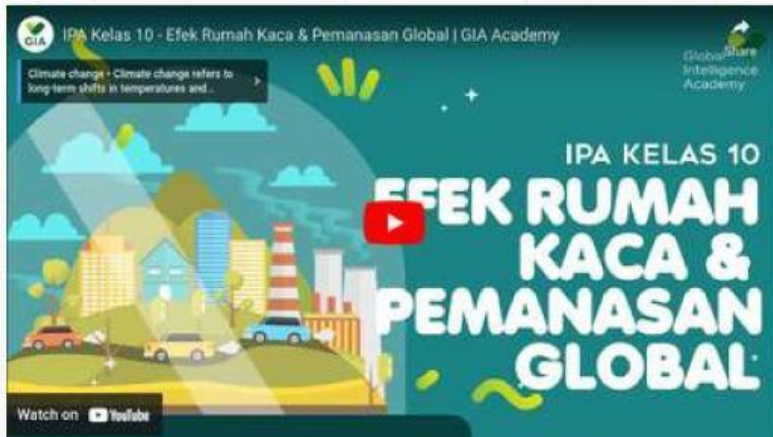 GIA
IPA Kelas 10 - Efek Rumah Kaca & Pemanasan Global | GIA Academy
Share
Climate change • Climate change refers to
long-term shifts in temperatures and...
Global
Intelligence
Academy
IPA KELAS 10
EFEK RUMAH
KACA &
PEMANASAN
GLOBAL
Watch on YouTube